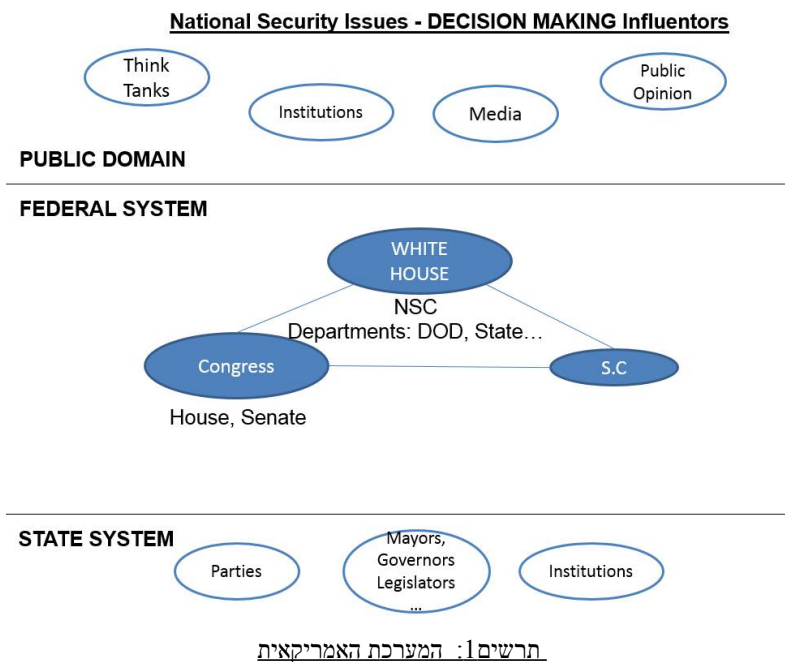 National Security Issues - DECISION MAKING Influentors
Think
Tanks
Institutions
Media
Public
Opinion
PUBLIC DOMAIN
FEDERAL SYSTEM
WHITE
HOUSE
NSC
Departments: DOD, State...
Congress
S.C
House, Senate
STATE SYSTEM
Parties
Mayors,
Governors
Legislators
...
Institutions
תרשים1: המערכת האמריקאית